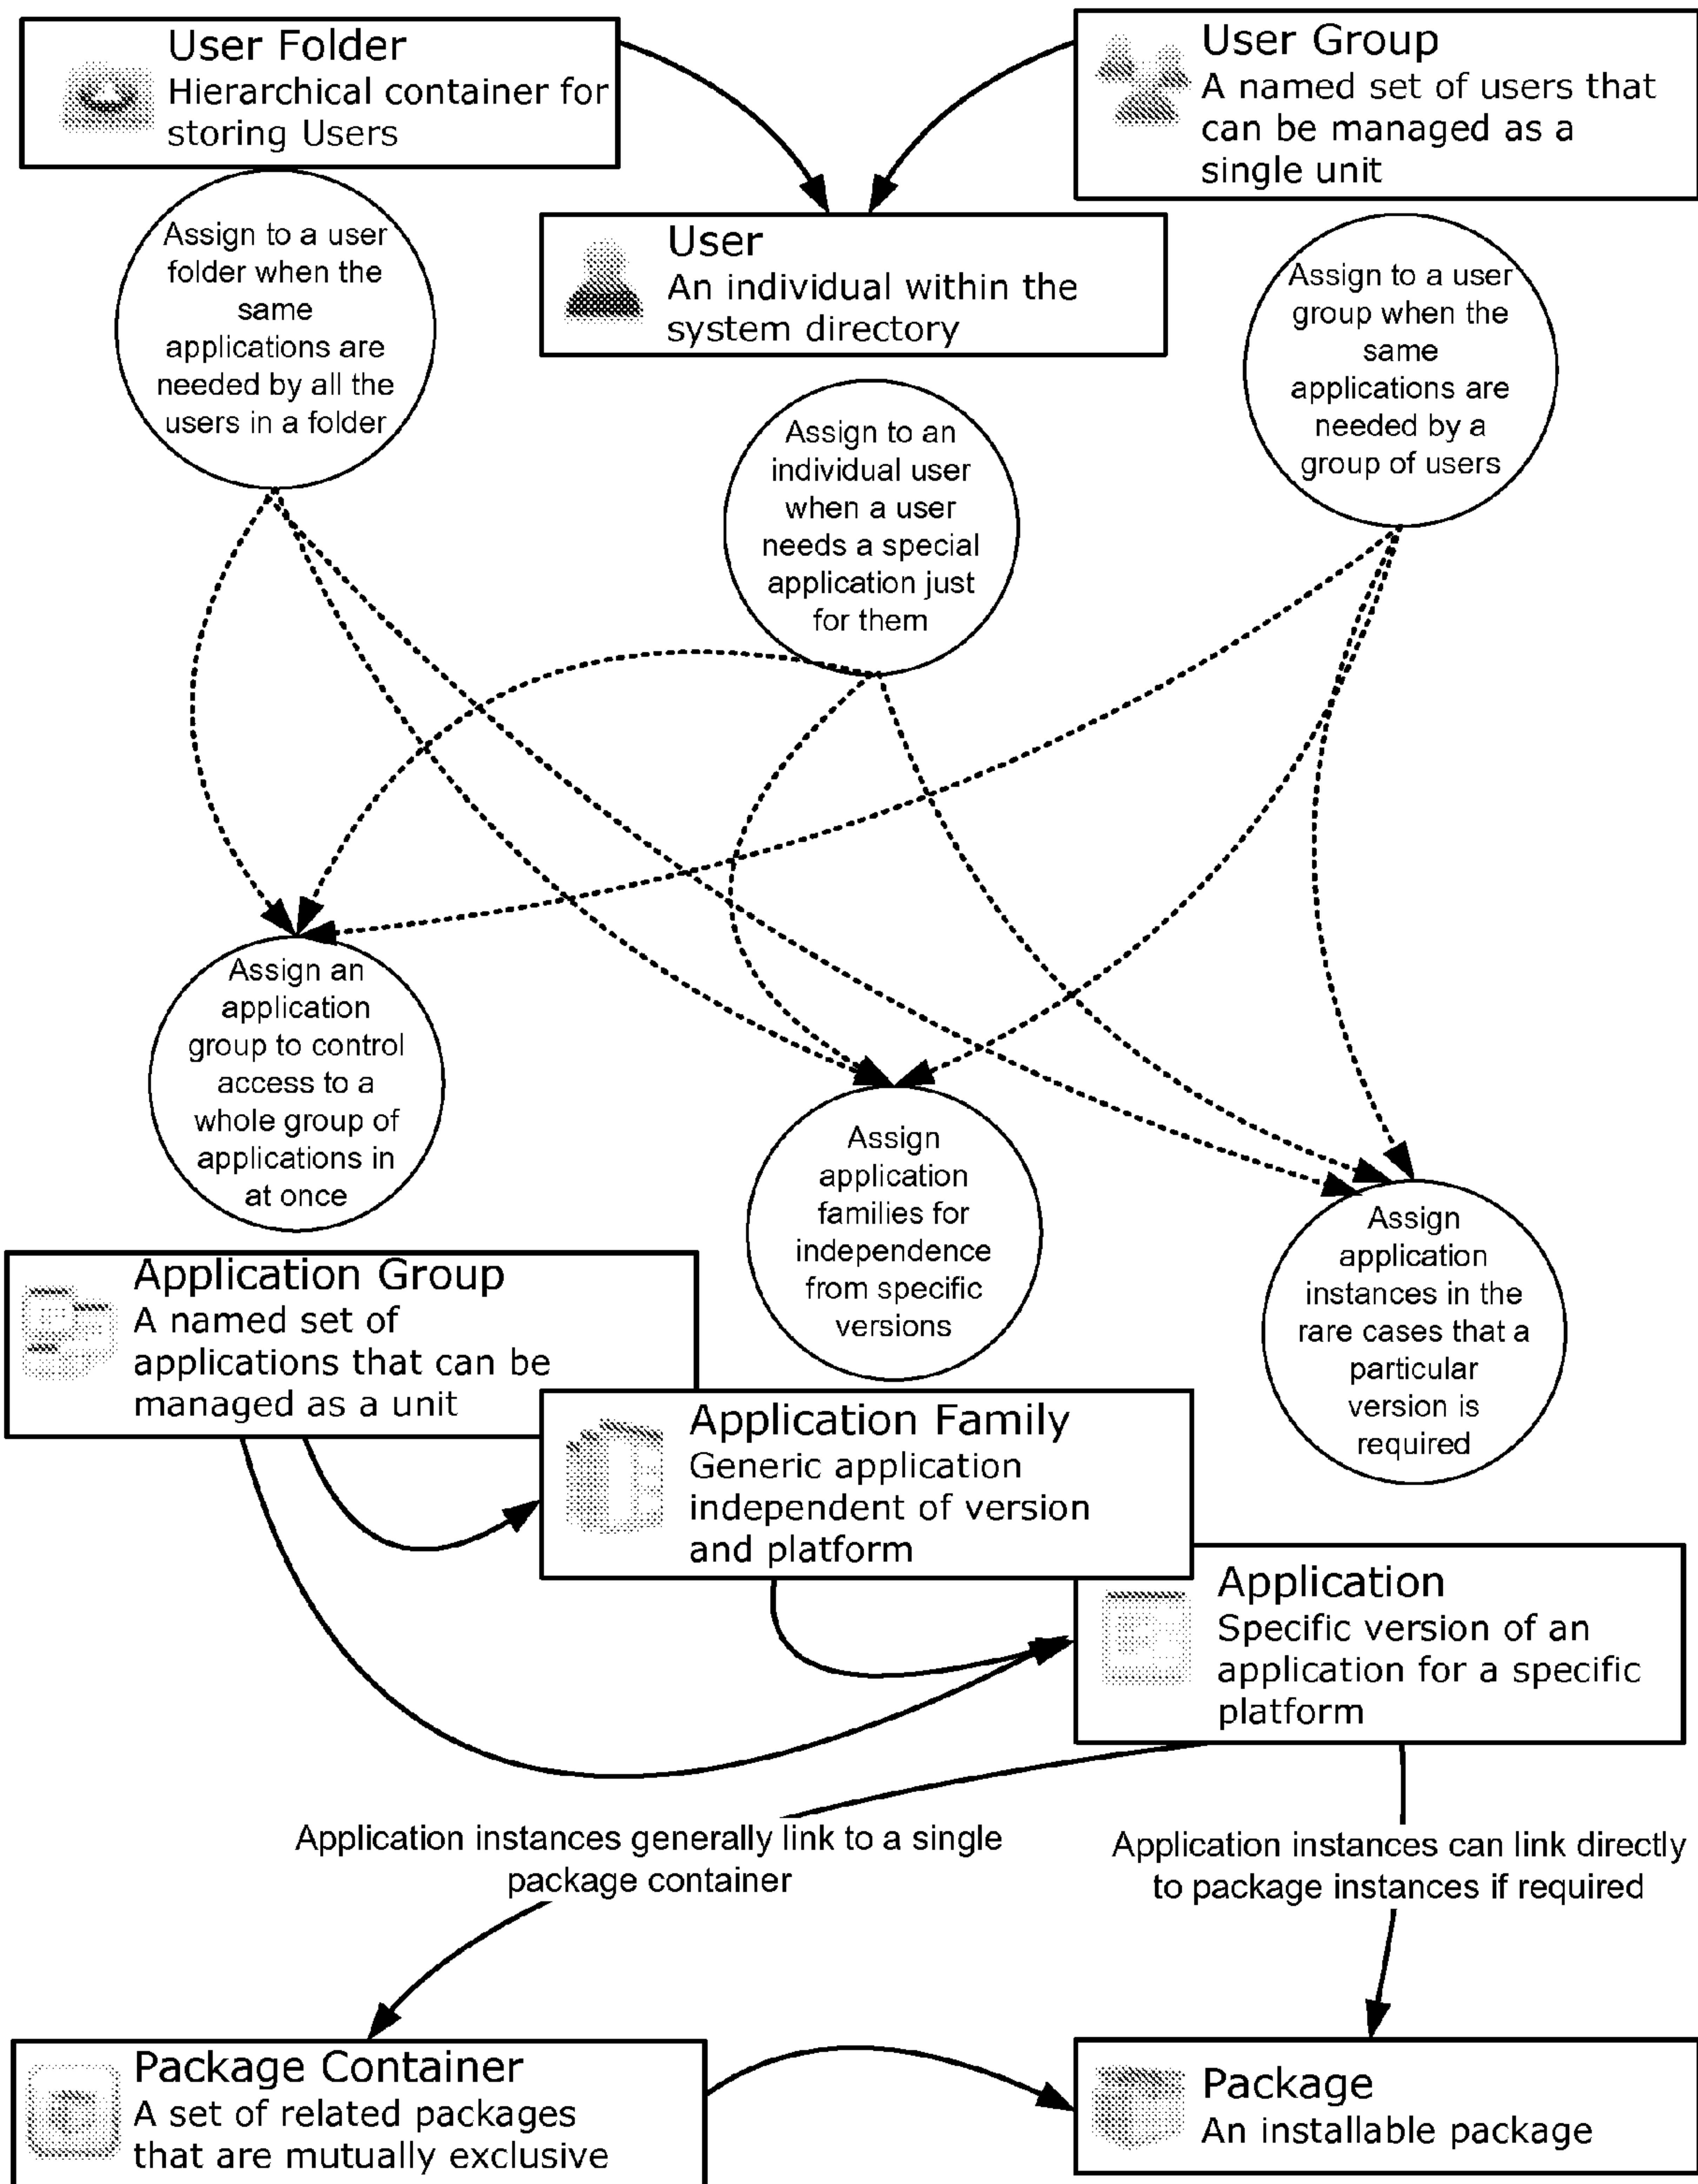 User Folder
Hierarchical container for
storing Users
User Group
A named set of users that
can be managed as a
single unit
User
An individual within the
system directory
Assign to a user
folder when the
same
applications are
needed by all the
users in a folder
Assign to an
individual user
when a user
needs a special
application just
for them
Assign to a user
group when the
same
applications are
needed by a
group of users
Assign an
application
group to control
access to a
whole group of
applications in
at once
Assign
application
families for
independence
from specific
versions
Assign
application
instances in the
rare cases that a
particular
version is
required
Application Group
A named set of
applications that can be
managed as a unit
Application Family
Generic application
independent of version
and platform
Application
Specific version of an
application for a specific
platform
Application instances generally link to a single
package container
Application instances can link directly
to package instances if required
Package Container
A set of related packages
that are mutually exclusive
Package
An installable package